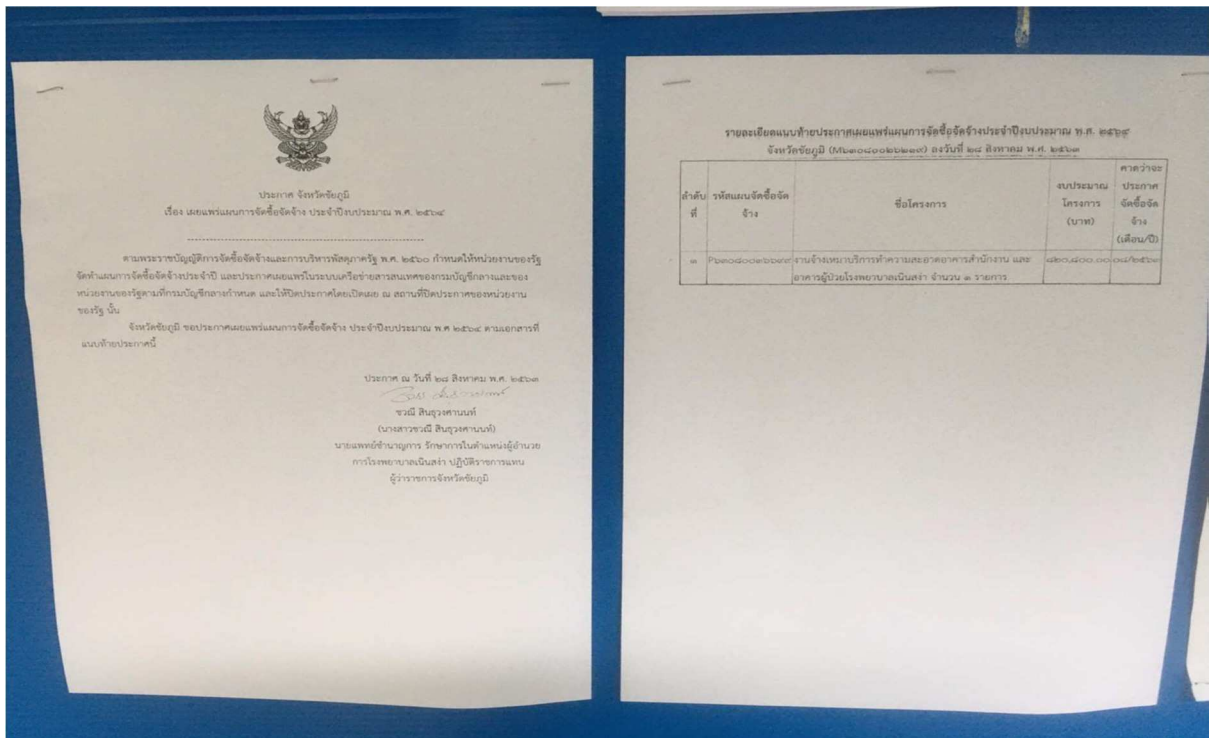 ประกาศ จังหวัดชัยภูมิ
เรื่อง เผยแพร่แผนการจัดซื้อจัดจ้าง ประจำปีงบประมาณ พ.ศ. ๒๕๖๔
ตามพระราชบัญญัติการจัดซื้อจัดจ้างและการบริหารพัสดุภาครัฐ พ.ศ. ๒๕๖๐ กำหนดให้หน่วยงานของรัฐ
จัดทำแผนการจัดซื้อจัดจ้างประจำปี และประกาศเผยแพร่ในระบบเครือข่ายสารสนเทศของกรมบัญชีกลางและของ
หน่วยงานของรัฐตามที่กรมบัญชีกลางกำหนด และให้ปิดประกาศโดยเปิดเผย ณ สถานที่ปิดประกาศของหน่วยงาน
ของรัฐ นั้น
จังหวัดชัยภูมิ ขอประกาศเผยแพร่แผนการจัดซื้อจัดจ้าง ประจำปีงบประมาณ พ.ศ ๒๕๖๔ ตามเอกสารที่
แนบท้ายประกาศนี้
ประกาศ ณ วันที่ ๒๘ สิงหาคม พ.ศ. ๒๕๖๓
ชวณี สินธุวงศานนท์
(นางสาวชวณี สินธุวงศานนท์)
นายแพทย์ชำนาญการ รักษาการในตำแหน่งผู้อำนวย
การโรงพยาบาลเนินสง่า ปฏิบัติราชการแทน
ผู้ว่าราชการจังหวัดชัยภูมิ
รายละเอียดแนบท้ายประกาศเผยแพร่แผนการจัดซื้อจัดจ้างประจำปีงบประมาณ พ.ศ. ๒๕๖๔
จังหวัดชัยภูมิ ลงวันที่ ๒๘ สิงหาคม พ.ศ. ๒๕๖๓
ลำดับที่ รหัสแผนจัดซื้อจัดจ้าง ชื่อโครงการ งบประมาณโครงการ (บาท) คาดว่าจะประกาศจัดซื้อจัดจ้าง (เดือน/ปี)
๑ งานจ้างเหมาบริการทำความสะอาดอาคารสำนักงาน และ ๘๒๐,๘๐๐.๐๐ ๐๘/๒๕๖๓
อาคารผู้ป่วยโรงพยาบาลเนินสง่า จำนวน ๑ รายการ